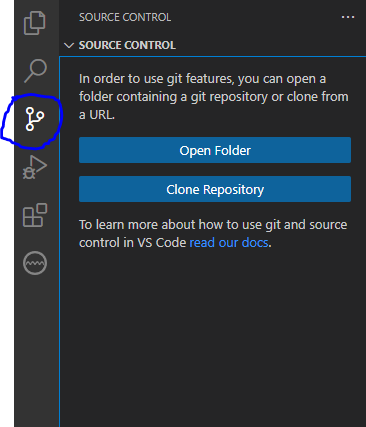 SOURCE CONTROL
SOURCE CONTROL
In order to use git features, you can open a
folder containing a git repository or clone from
a URL.
Open Folder
Clone Repository
To learn more about how to use git and source
control in VS Code read our docs.